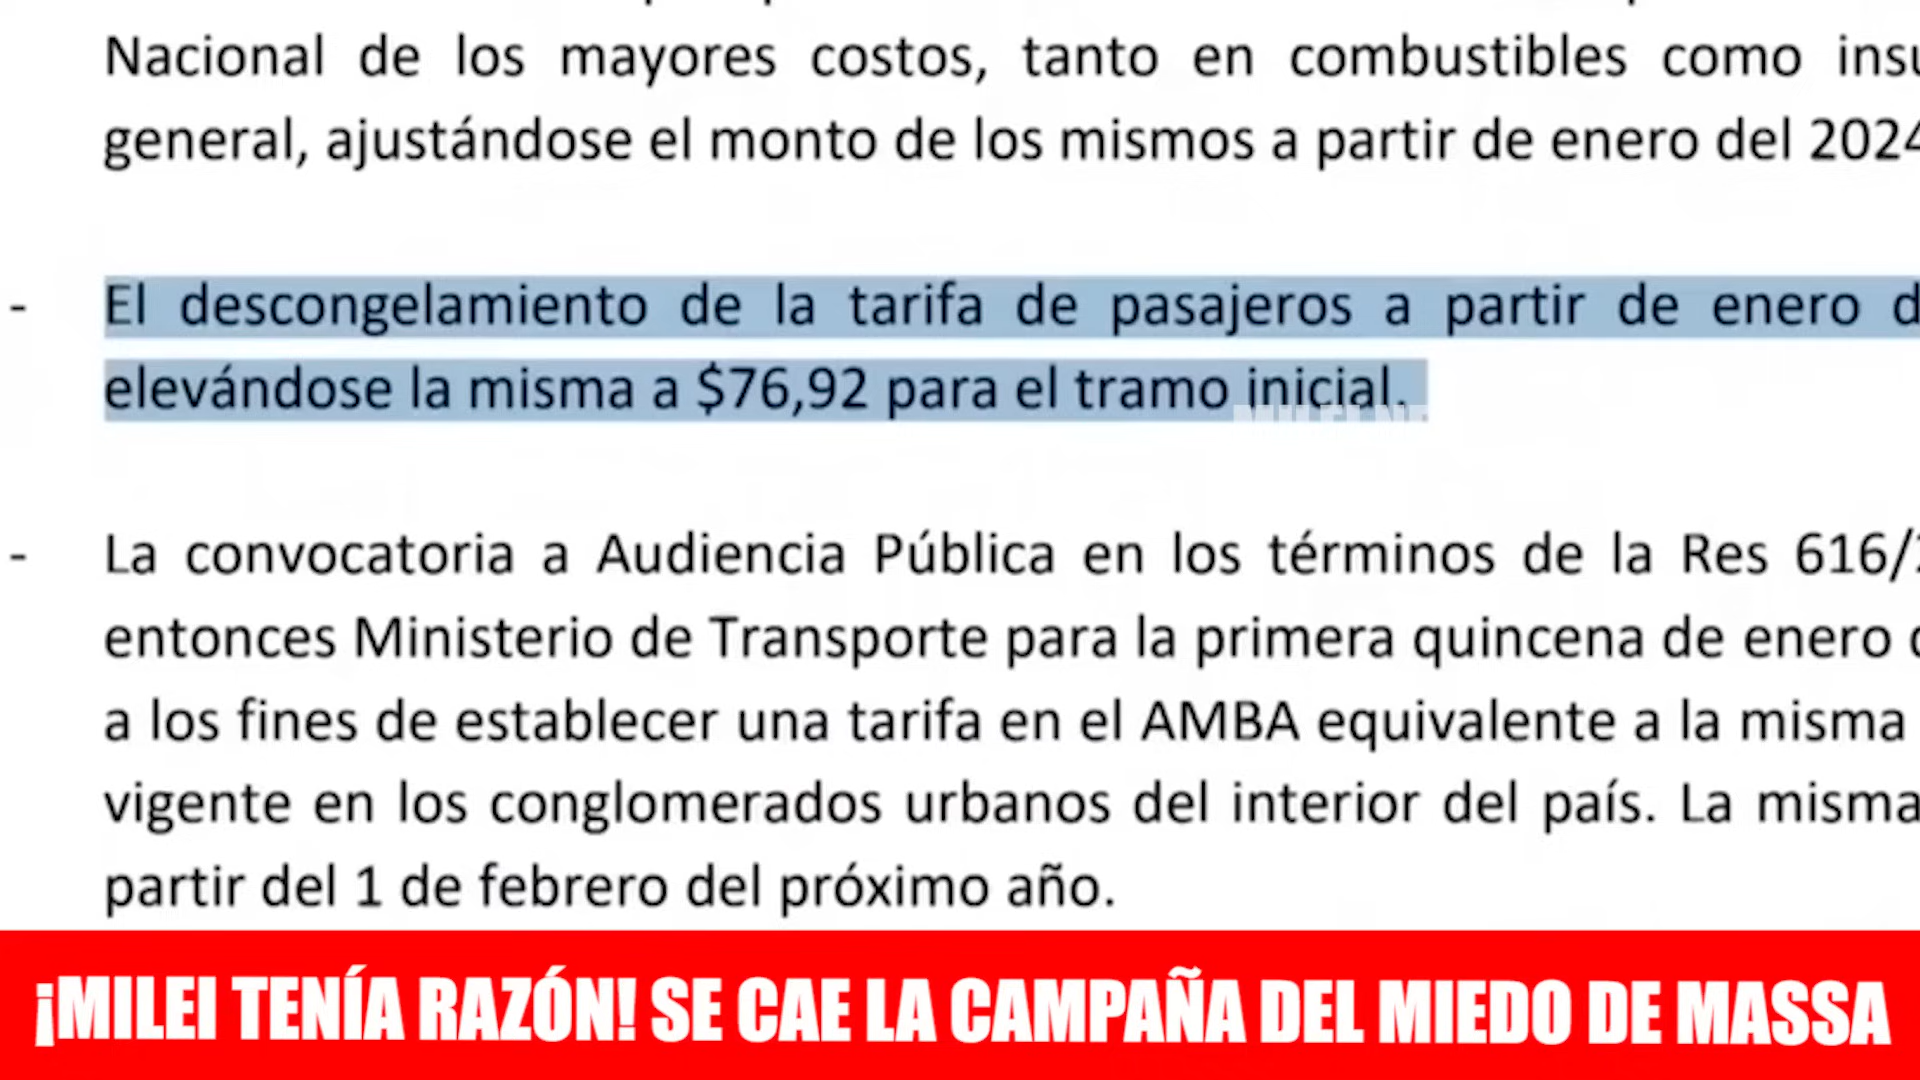 Nacional de los mayores costos, tanto en combustibles como
general, ajustándose el monto de los mismos a partir de enero del 2024
- El descongelamiento de la tarifa de pasajeros a partir de enero
elevándose la misma a $76,92 para el tramo inicial.
- La convocatoria a Audiencia Pública en los términos de la Res 616/
entonces Ministerio de Transporte para la primera quincena de enero
a los fines de establecer una tarifa en el AMBA equivalente a la misma
vigente en los conglomerados urbanos del interior del país. La misma
partir del 1 de febrero del próximo año.
¡MILEI TENÍA RAZÓN! SE CAE LA CAMPAÑA DEL MIEDO DE MASSA